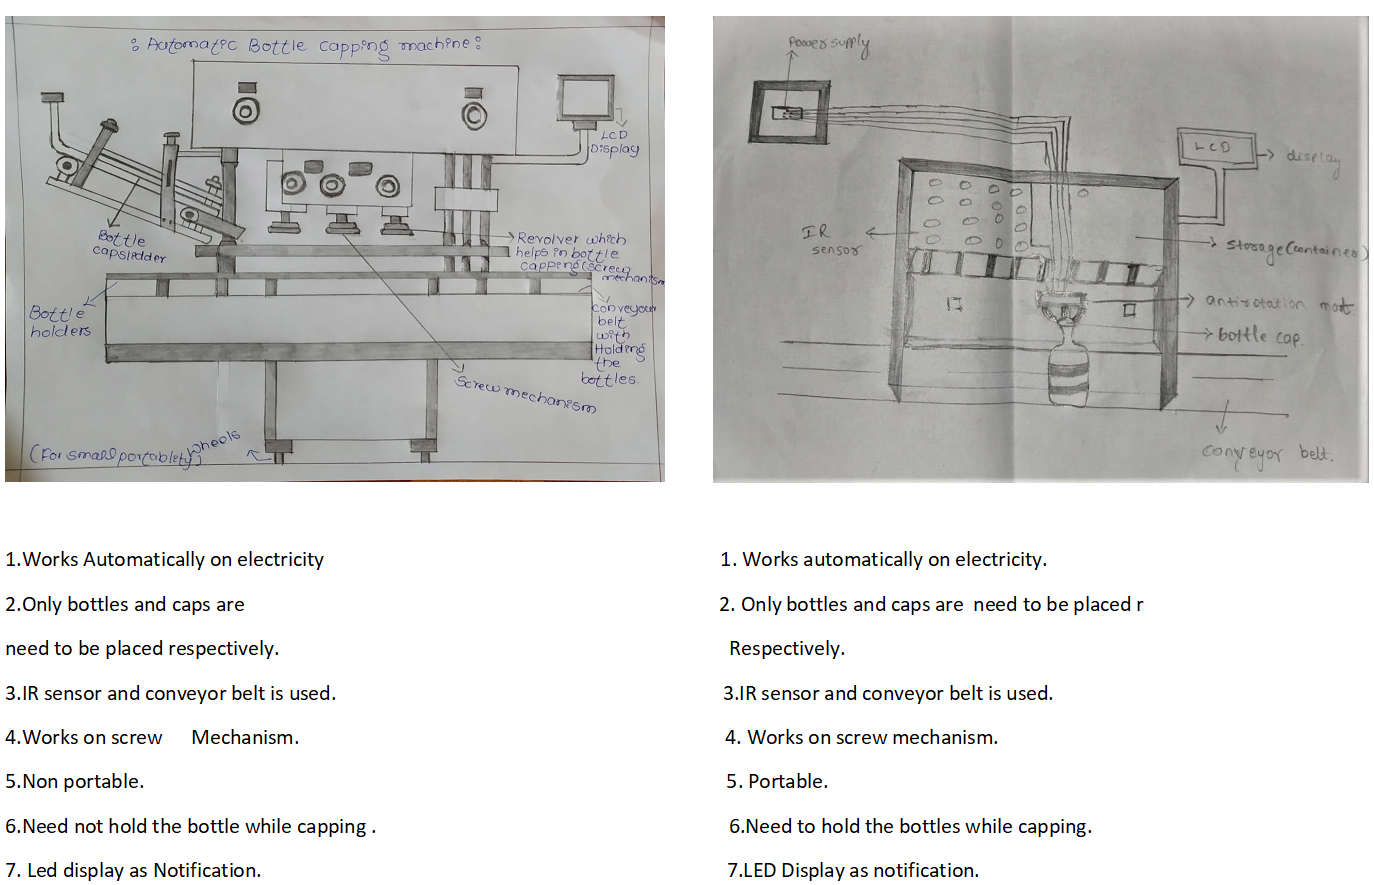 : Automatic Bottle capping machine:
LCD
Display
Bottle
caps ladder
Revolver which
helps in bottle
capping (screw
mechanism
Bottle
holders
conveyour
belt
with
Holding
the
bottles.
Screw mechanism
Wheels
(For small portablety)
Power supply
LCD
display
IR
sensor
storage (container)
antirotation mot
bottle cap.
conveyor belt.
1.Works Automatically on electricity
2.Only bottles and caps are
need to be placed respectively.
3.IR sensor and conveyor belt is used.
4.Works on screw Mechanism.
5.Non portable.
6.Need not hold the bottle while capping .
7. Led display as Notification.
1. Works automatically on electricity.
2. Only bottles and caps are need to be placed r
Respectively.
3.IR sensor and conveyor belt is used.
4. Works on screw mechanism.
5. Portable.
6.Need to hold the bottles while capping.
7.LED Display as notification.